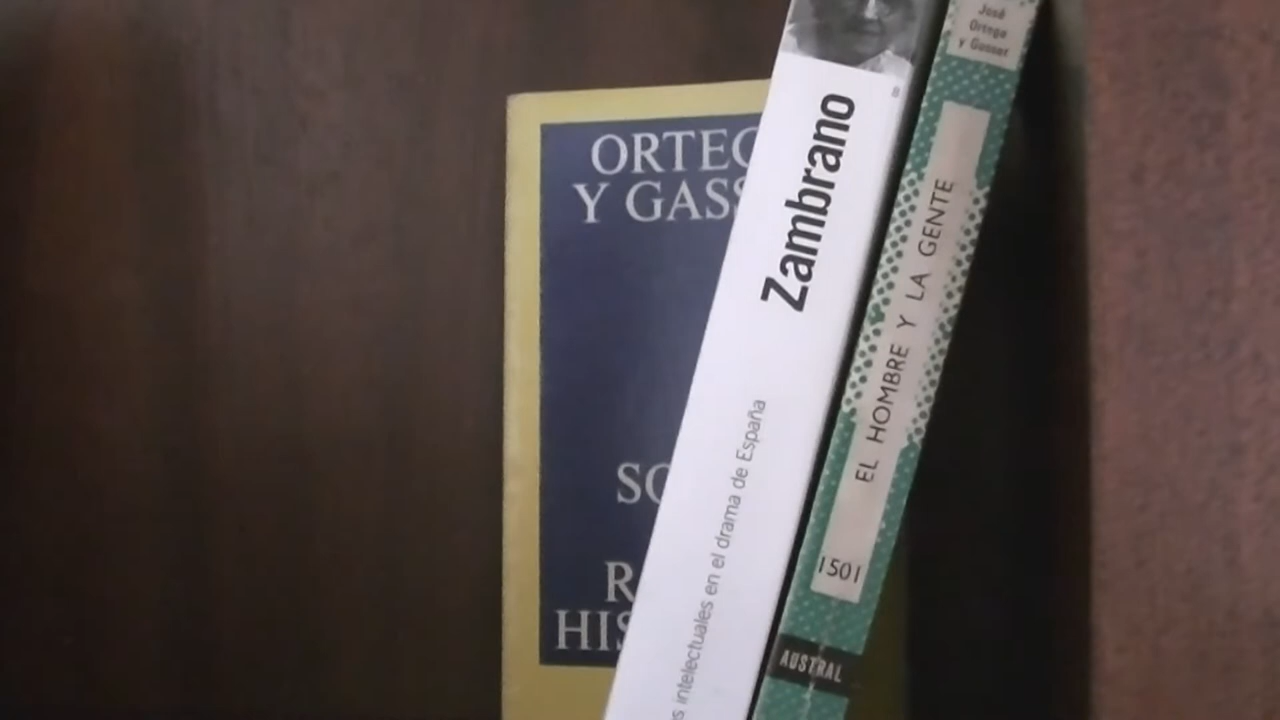 ORTEG
Y GASS
SO
R
HIS
Zambrano
intelectuales en el drama de España
8
José
Ortega
y Gasset
EL HOMBRE Y LA GENTE
1501
AUSTRAL